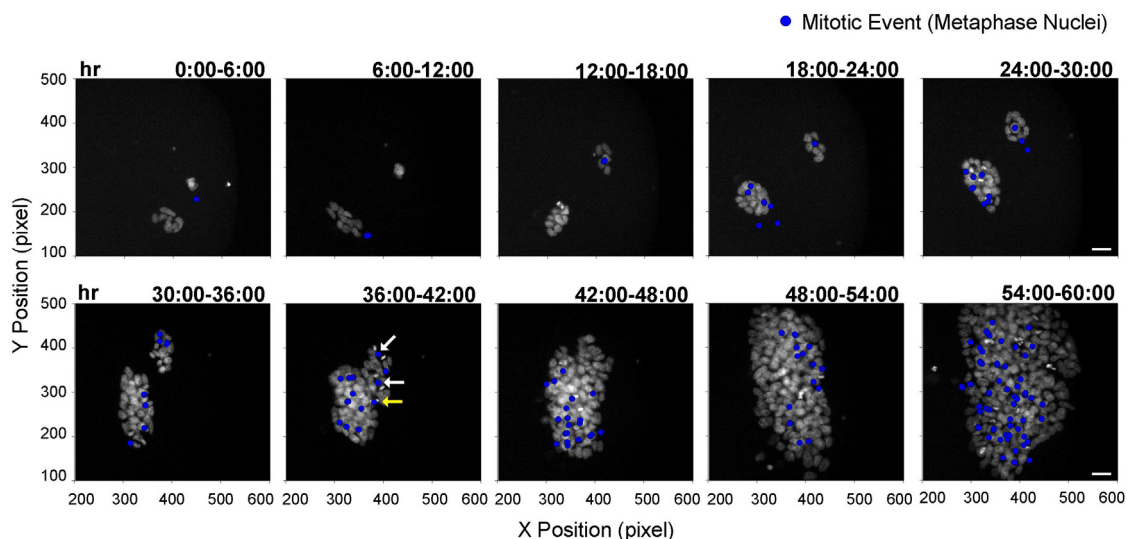 Mitotic Event (Metaphase Nuclei)
hr 0:00-6:00 6:00-12:00 12:00-18:00 18:00-24:00 24:00-30:00
500
400
300
200
100
hr 30:00-36:00 36:00-42:00 42:00-48:00 48:00-54:00 54:00-60:00
500
400
300
200
100
200 300 400 500 600 200 300 400 500 600 200 300 400 500 600 200 300 400 500 600 200 300 400 500 600
Y Position (pixel)
X Position (pixel)